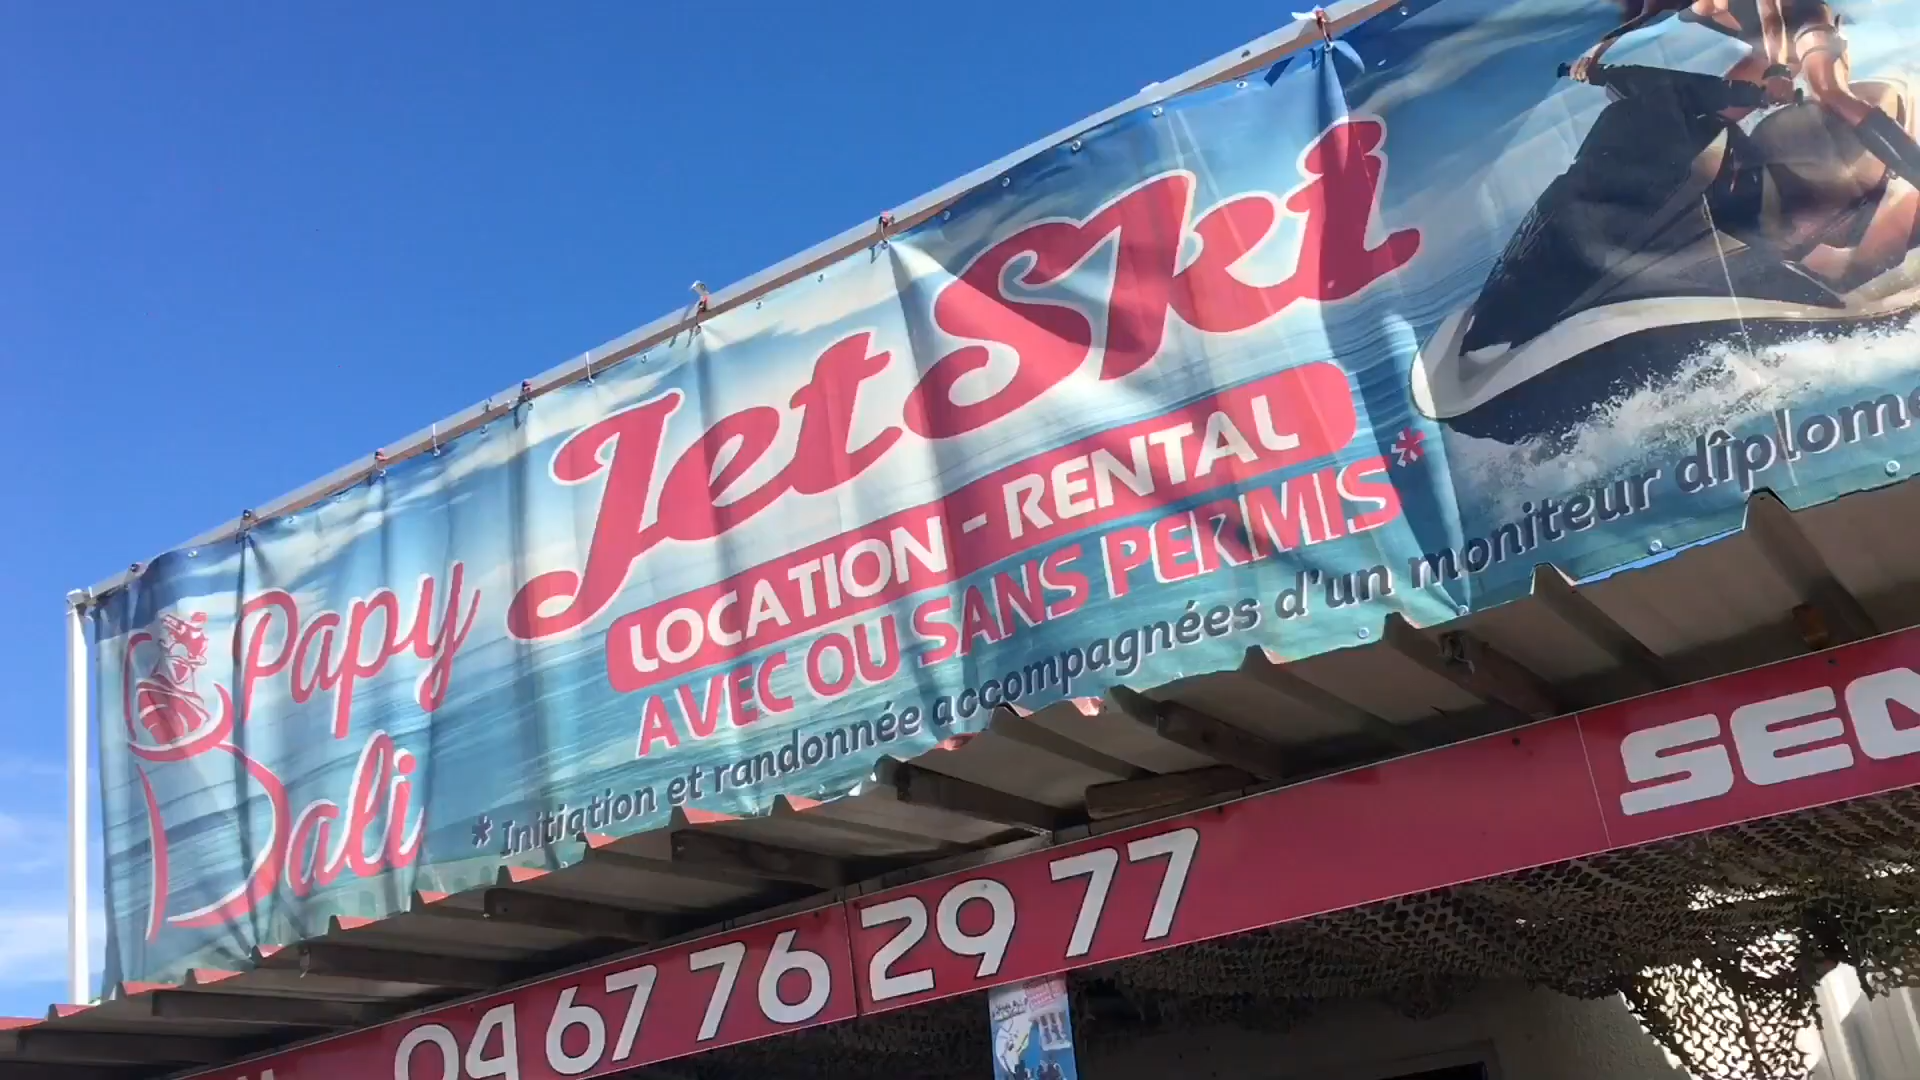 Papy
Dali
Jet Ski
LOCATION - RENTAL
AVEC OU SANS PERMIS*
* Initiation et randonnée accompagnées d'un moniteur
04 67 76 29 77